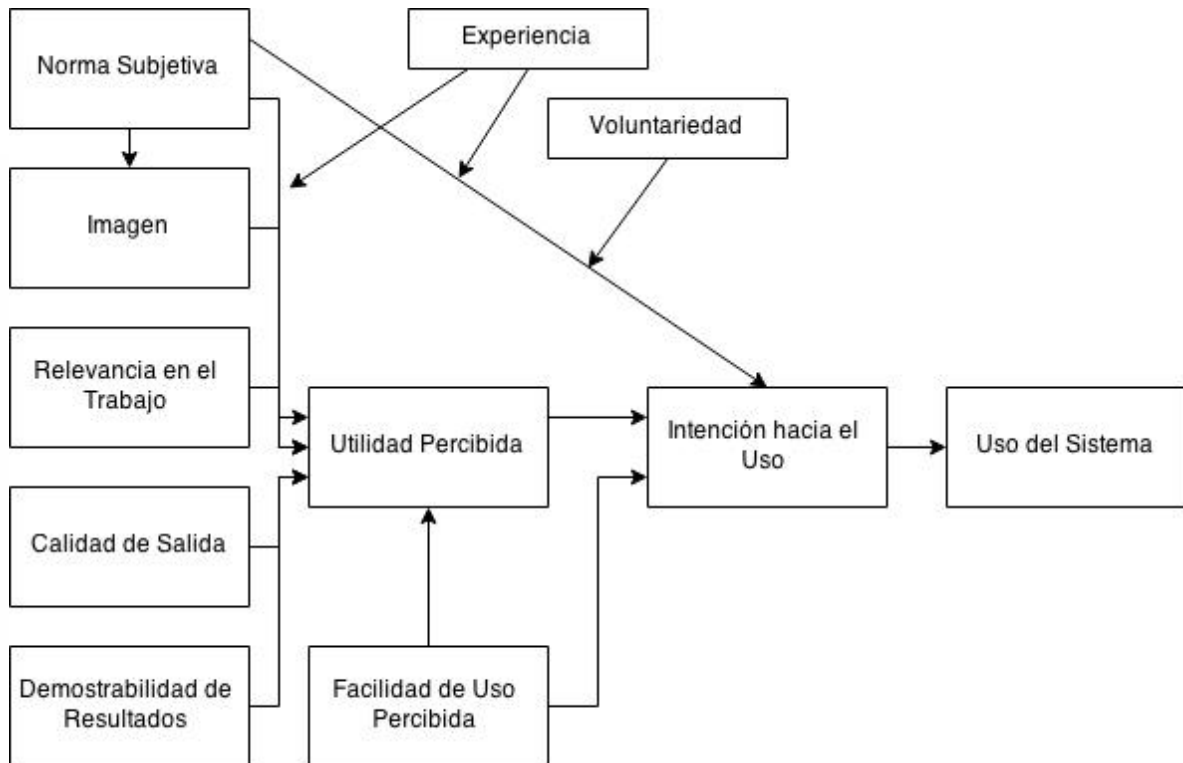 Norma Subjetiva
Experiencia
Voluntariedad
Imagen
Relevancia en el
Trabajo
Utilidad Percibida
Intención hacia el
Uso
Uso del Sistema
Calidad de Salida
Demostrabilidad de
Resultados
Facilidad de Uso
Percibida